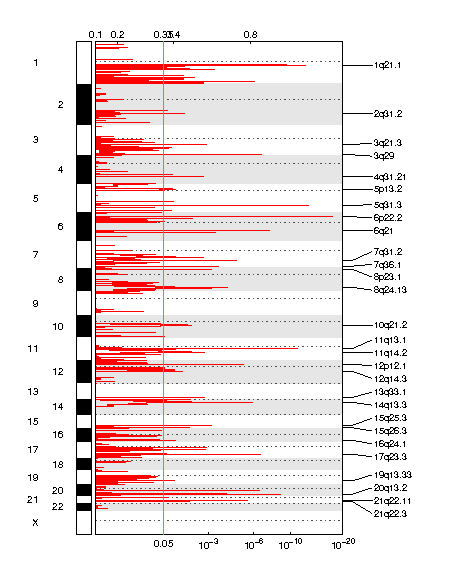 0.1 0.2 0.35 0.4 0.8
1
1q21.1
2
2q31.2
3
3q21.3
3q29
4
4q31.21
5p13.2
5
5q31.3
6p22.2
6
6q21
7
7q31.2
7q36.1
8p23.1
8
8q24.13
9
10
10q21.2
11
11q13.1
11q14.2
12p12.1
12
12q14.3
13
13q33.1
14
14q13.3
15
15q25.3
15q26.3
16
16q24.1
17
17q23.3
18
19
19q13.33
20
20q13.2
21
21q22.11
22
21q22.3
X
0.05 10⁻³ 10⁻⁶ 10⁻¹⁰ 10⁻²⁰